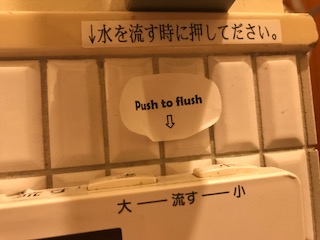 ↓水を流す時に押してださい。
Push to flush
⇩
大 — 流す — 小